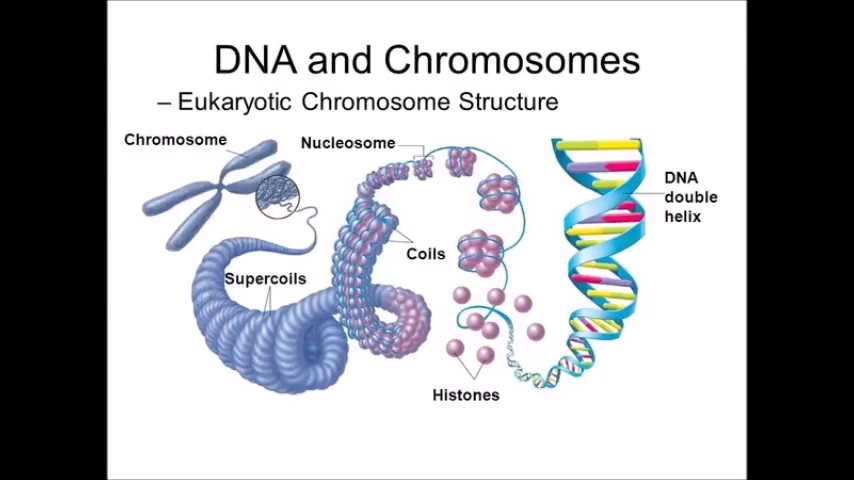 DNA and Chromosomes
– Eukaryotic Chromosome Structure
Chromosome
Nucleosome
DNA
double
helix
Coils
Supercoils
Histones